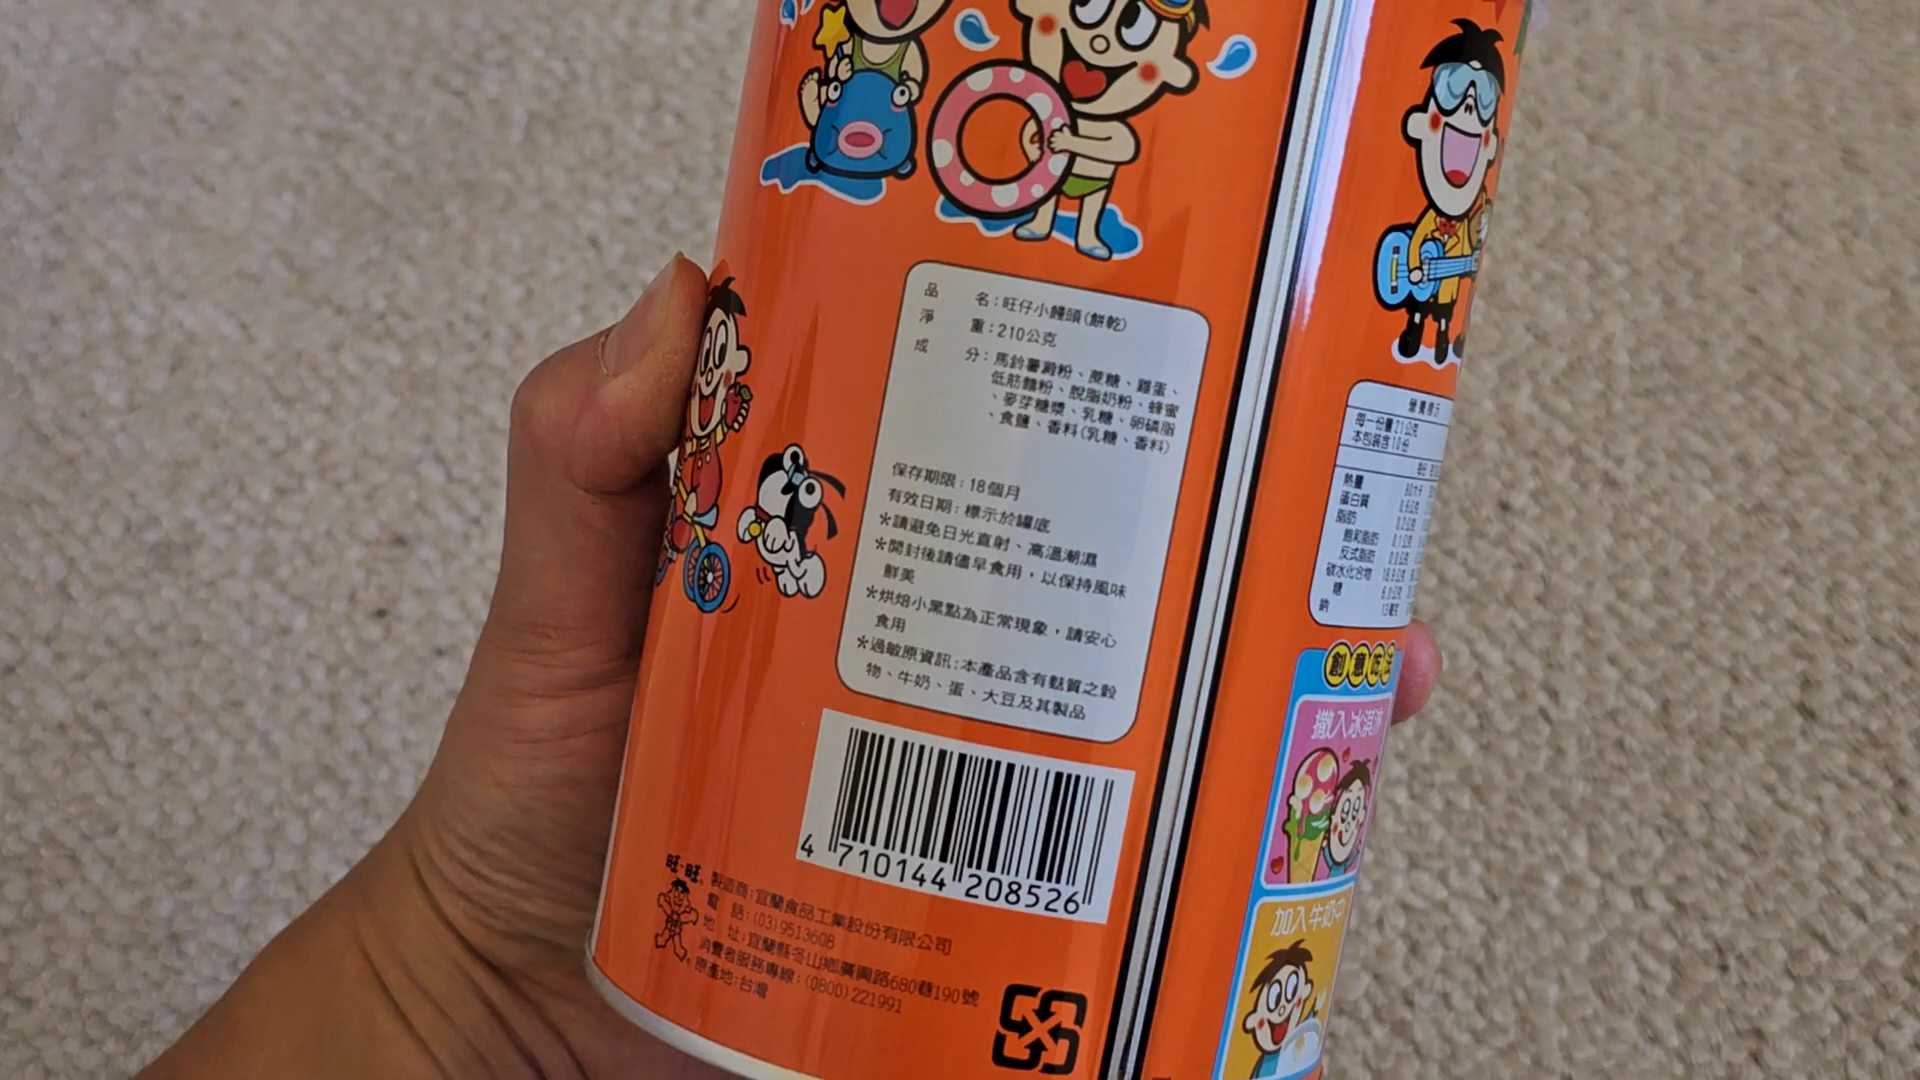 品　　名：旺仔小饅頭(餅乾)
淨　　重：210公克
成　　分：馬鈴薯澱粉、蔗糖、雞蛋、
低筋麵粉、脫脂奶粉、蜂蜜
、麥芽糖漿、乳糖、卵磷脂
、食鹽、香料(乳糖、香料)
保存期限：18個月
有效日期：標示於罐底
*請避免日光直射、高溫潮濕
*開封後請儘早食用，以保持風味
鮮美
*烘焙小黑點為正常現象，請安心
食用
*過敏原資訊：本產品含有麩質之穀
物、牛奶、蛋、大豆及其製品
4 710144 208526
旺·旺
製造商：宜蘭食品工業股份有限公司
電　話：(03)9513608
地　址：宜蘭縣冬山鄉廣興路680巷190號
消費者服務專線：(0800)221991
原產地：台灣
營養標示
每一份量21公克
本包裝含10份
熱量
蛋白質
脂肪
飽和脂肪
反式脂肪
碳水化合物
糖
鈉
創意吃法
撒入冰淇淋
加入牛奶中